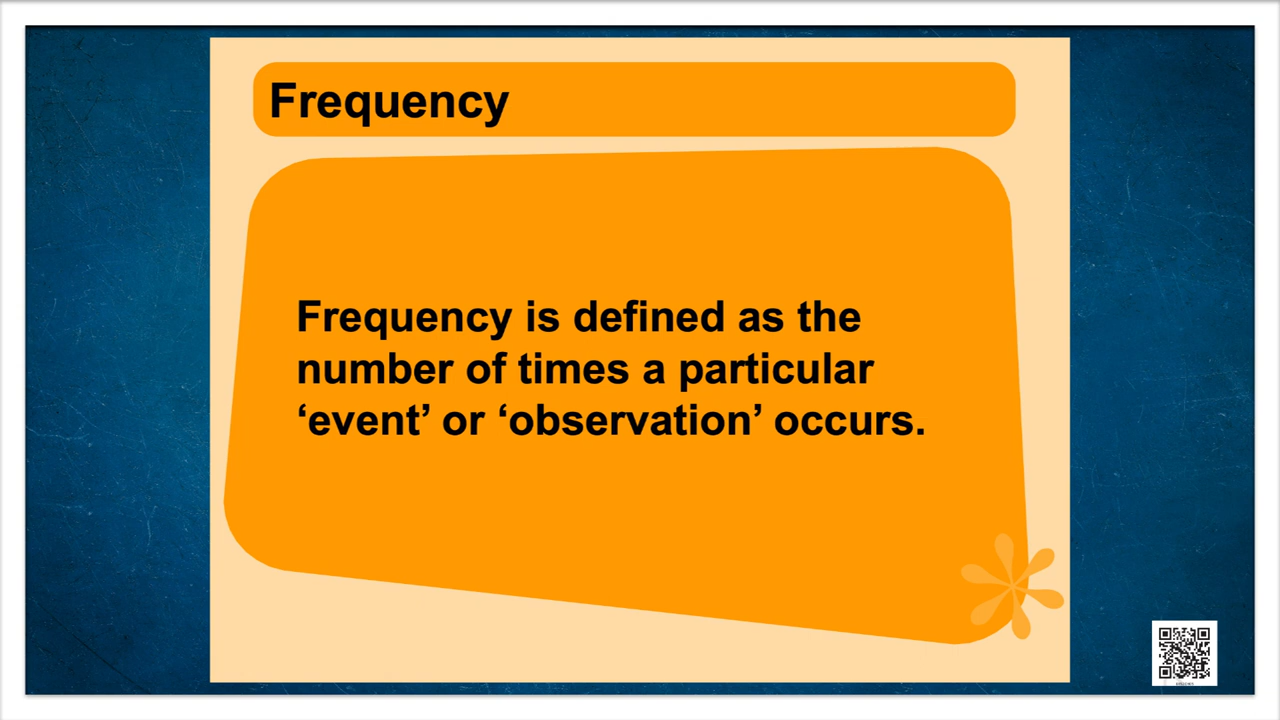 Frequency
Frequency is defined as the
number of times a particular
‘event’ or ‘observation’ occurs.